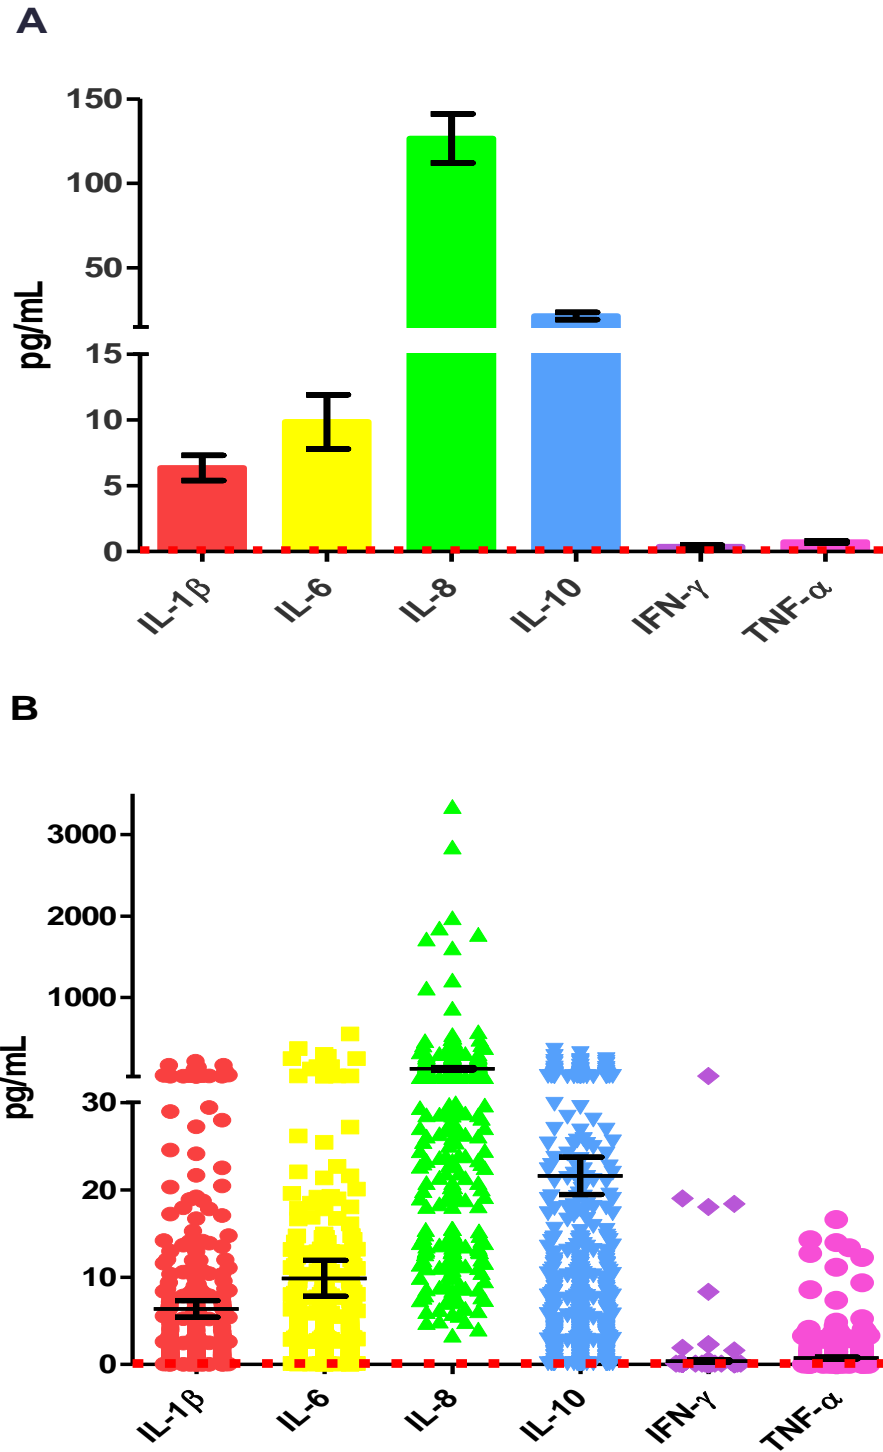 A
150
100
50
15
10
5
0
pg/mL
IL-1β
IL-6
IL-8
IL-10
IFN-γ
TNF-α
B
3000
2000
1000
30
20
10
0
pg/mL
IL-1β
IL-6
IL-8
IL-10
IFN-γ
TNF-α